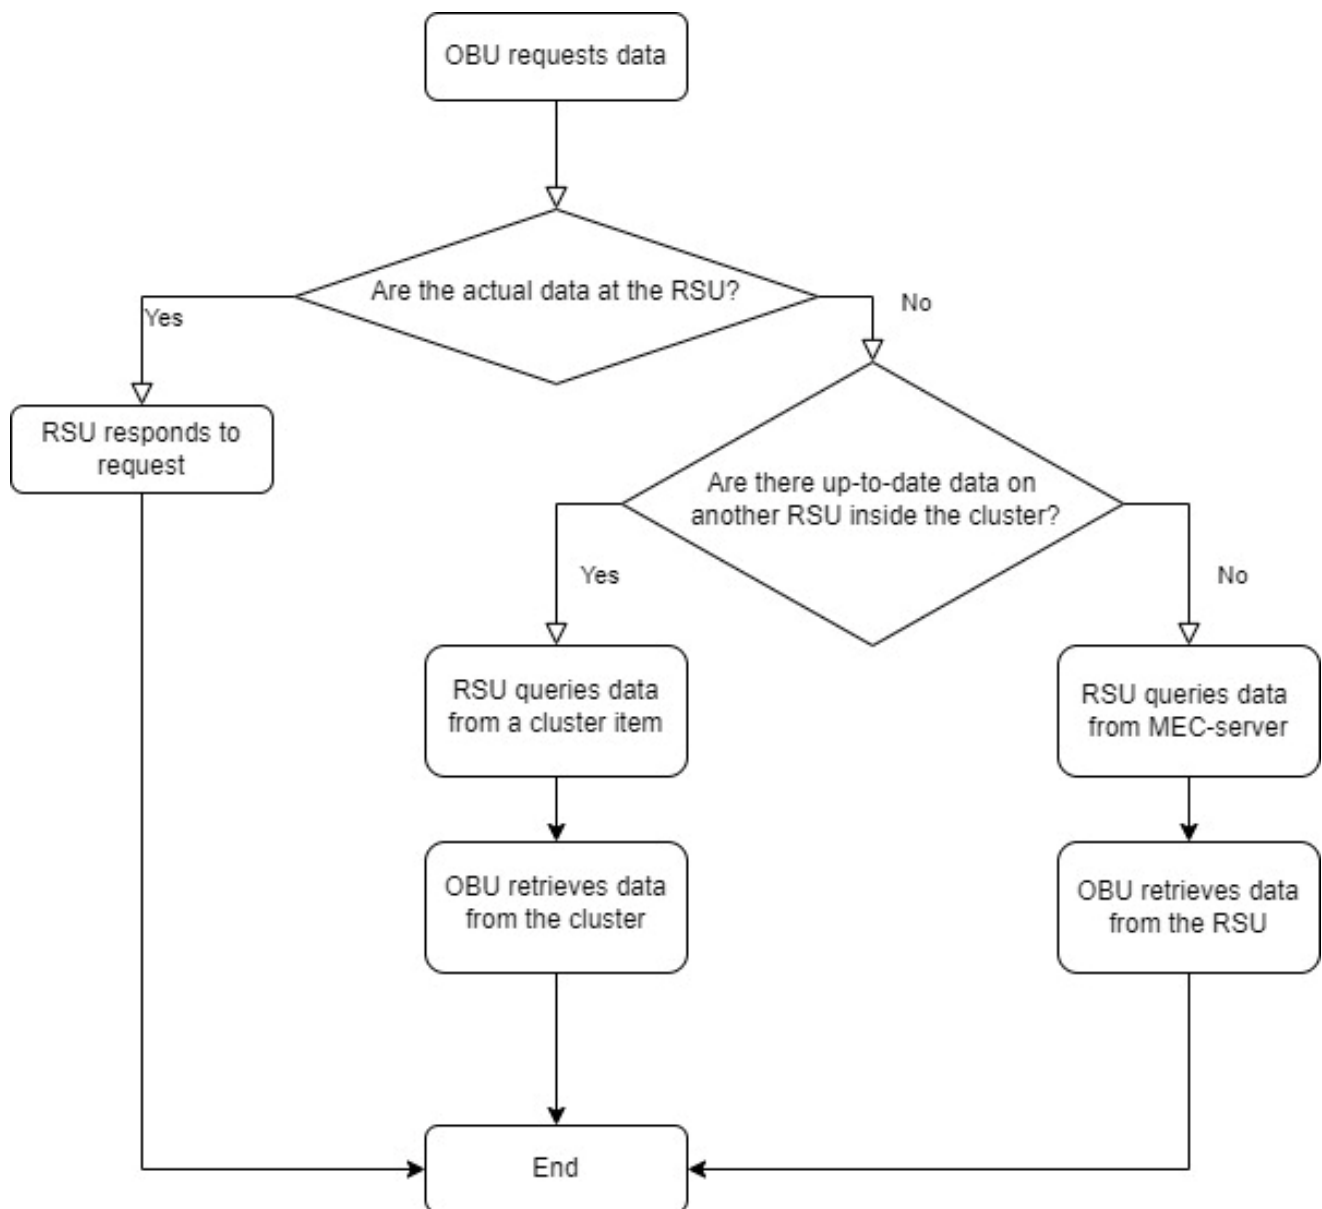 OBU requests data
Are the actual data at the RSU?
Yes
No
RSU responds to
request
Are there up-to-date data on
another RSU inside the cluster?
Yes
No
RSU queries data
from a cluster item
RSU queries data
from MEC-server
OBU retrieves data
from the cluster
OBU retrieves data
from the RSU
End